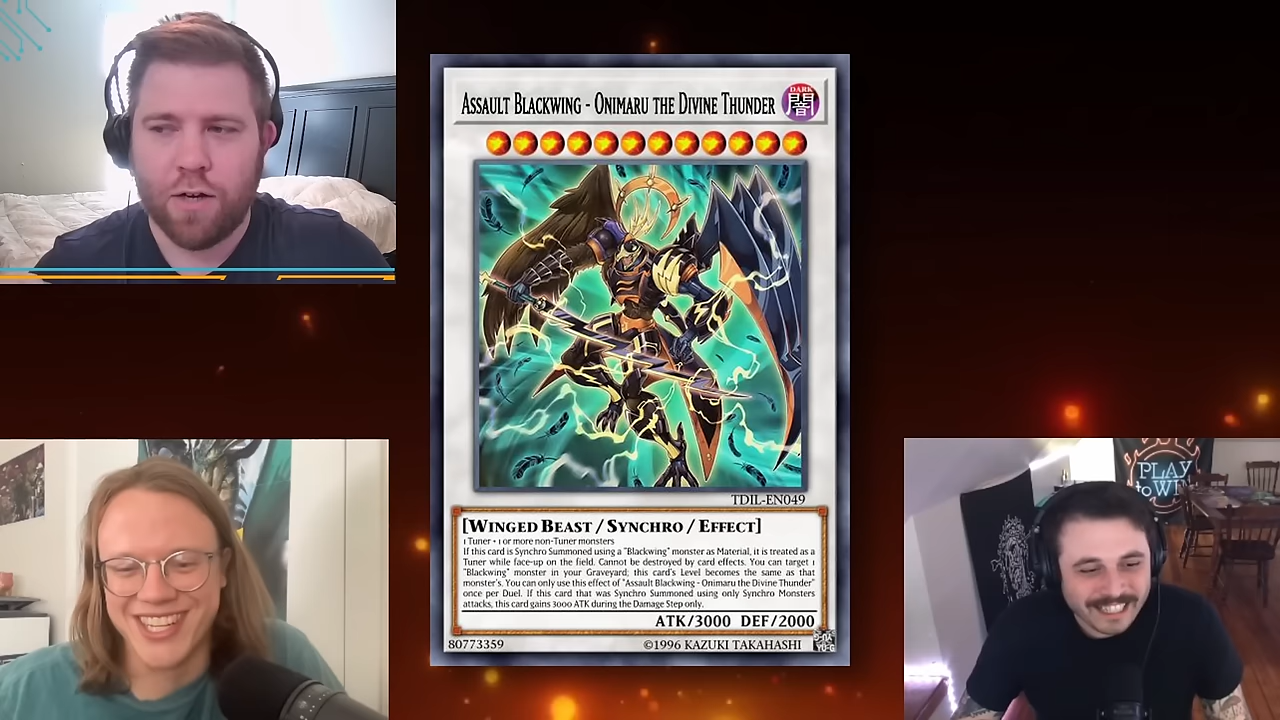 ASSAULT BLACKWING - ONIMARU THE DIVINE THUNDER
DARK
闇
TDIL-EN049
[WINGED BEAST / SYNCHRO / EFFECT]
1 Tuner + 1 or more non-Tuner monsters
If this card is Synchro Summoned using a "Blackwing" monster as Material, it is treated as a
Tuner while face-up on the field. Cannot be destroyed by card effects. You can target 1
"Blackwing" monster in your Graveyard; this card's Level becomes the same as that
monster's. You can only use this effect of "Assault Blackwing - Onimaru the Divine Thunder"
once per Duel. If this card that was Synchro Summoned using only Synchro Monsters
attacks, this card gains 3000 ATK during the Damage Step only.
ATK/3000 DEF/2000
80773359
©1996 KAZUKI TAKAHASHI
PLAY
to WIN